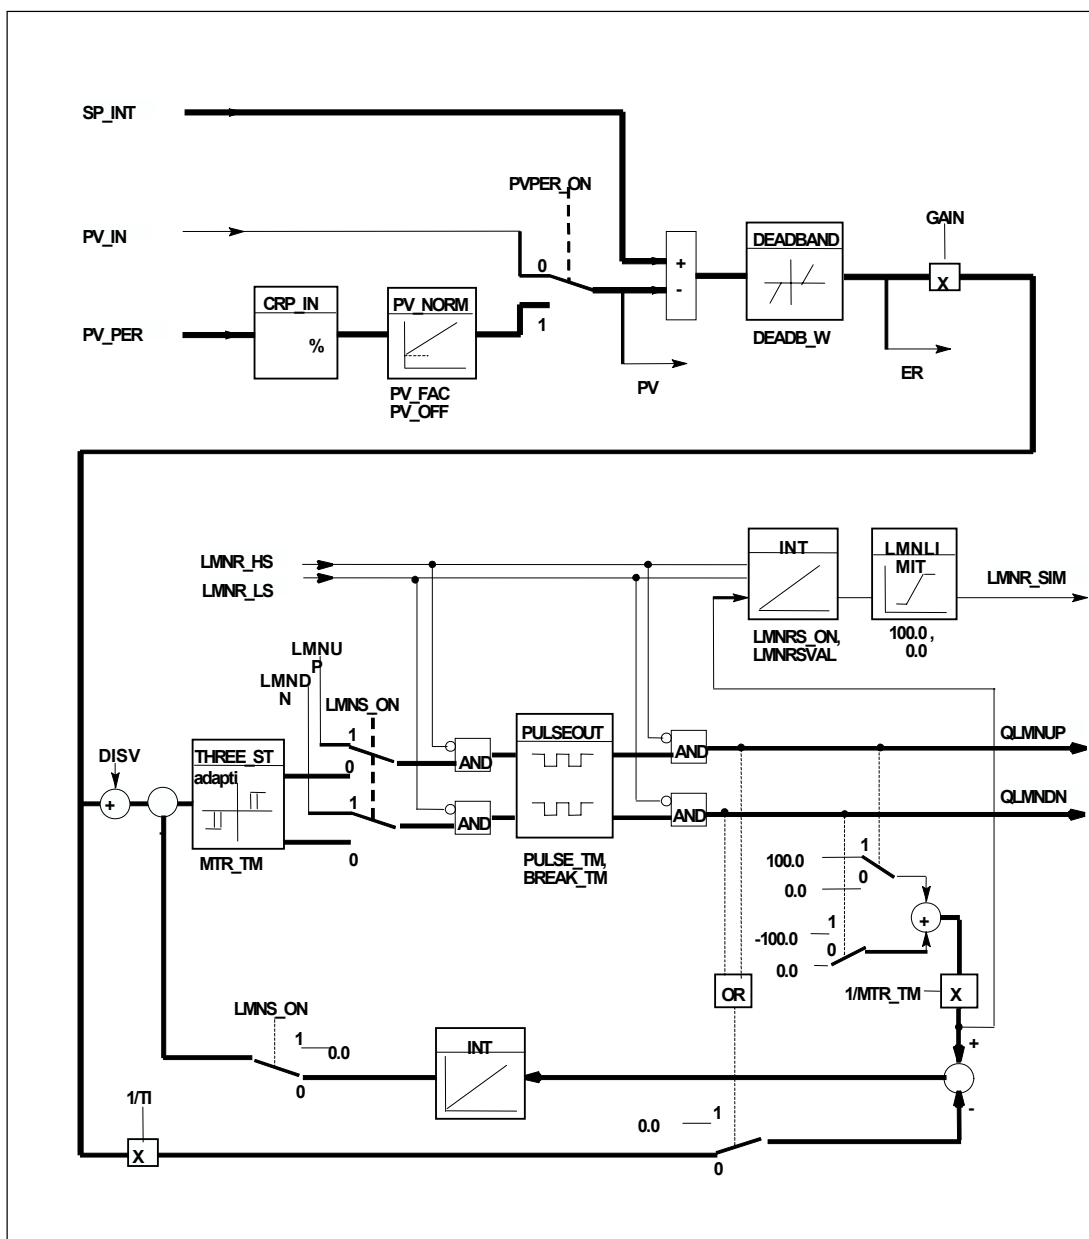 SP_INT
PVPER_ON
GAIN
PV_IN
DEADBAND
+
0
-
X
CRP_IN
PV_NORM
1
PV_PER
%
DEADB_W
ER
PV
PV_FAC
PV_OFF
LMNR_HS
LMNR_LS
INT
LMNLI
MIT
LMNR_SIM
LMNRS_ON,
LMNRSVAL
100.0 ,
0.0
LMNU
P
LMND
N
LMNS_ON
PULSEOUT
QLMNUP
1
AND
AND
DISV
THREE_ST
adapti
0
QLMNDN
+
1
AND
AND
0
MTR_TM
PULSE_TM,
BREAK_TM
1
100.0
0
0.0
1
+
-100.0
0
0.0
OR
1/MTR_TM
X
LMNS_ON
1
0.0
INT
+
0
1/TI
-
0.0
1
X
0